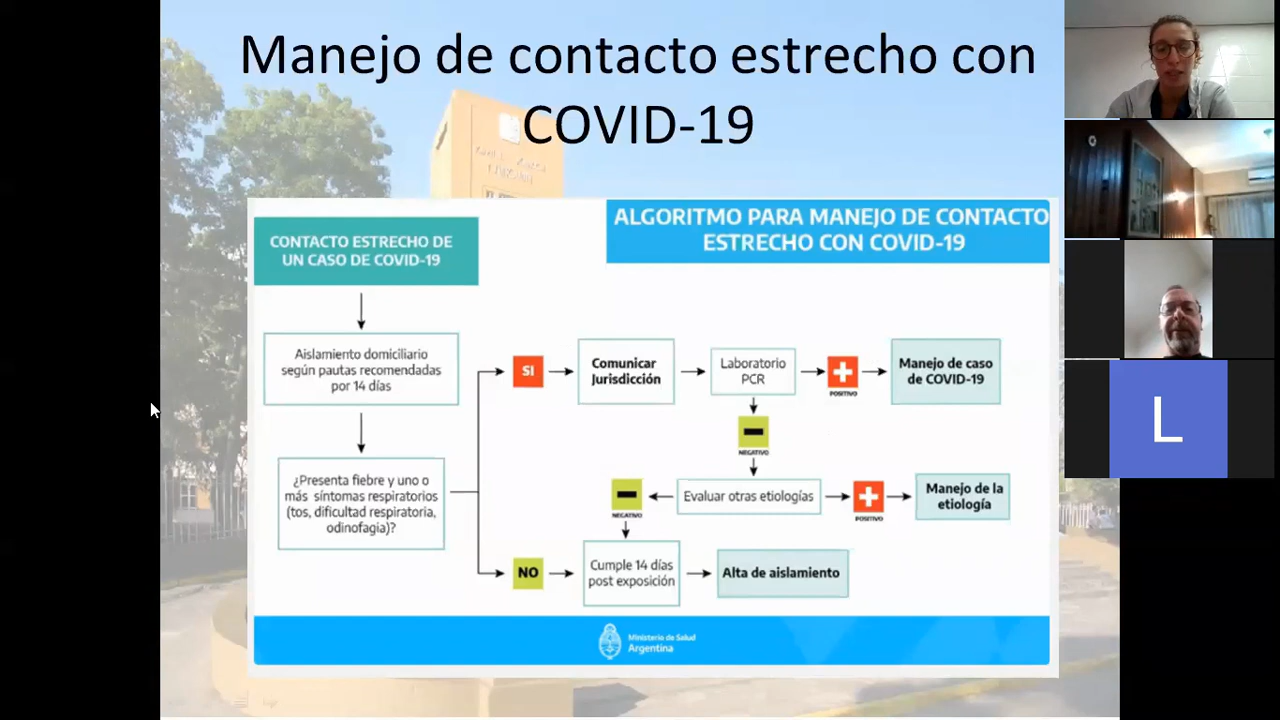 Manejo de contacto estrecho con
COVID-19
CONTACTO ESTRECHO DE
UN CASO DE COVID-19
ALGORITMO PARA MANEJO DE CONTACTO
ESTRECHO CON COVID-19
Aislamiento domiciliario
según pautas recomendadas
por 14 días
¿Presenta fiebre y uno o
más síntomas respiratorios
(tos, dificultad respiratoria,
odinofagia)?
SI
Comunicar
Jurisdicción
Laboratorio
PCR
POSITIVO
Manejo de caso
de COVID-19
NEGATIVO
Evaluar otras etiologías
POSITIVO
Manejo de la
etiología
NEGATIVO
NO
Cumple 14 días
post exposición
Alta de aislamiento
Ministerio de Salud
Argentina
L